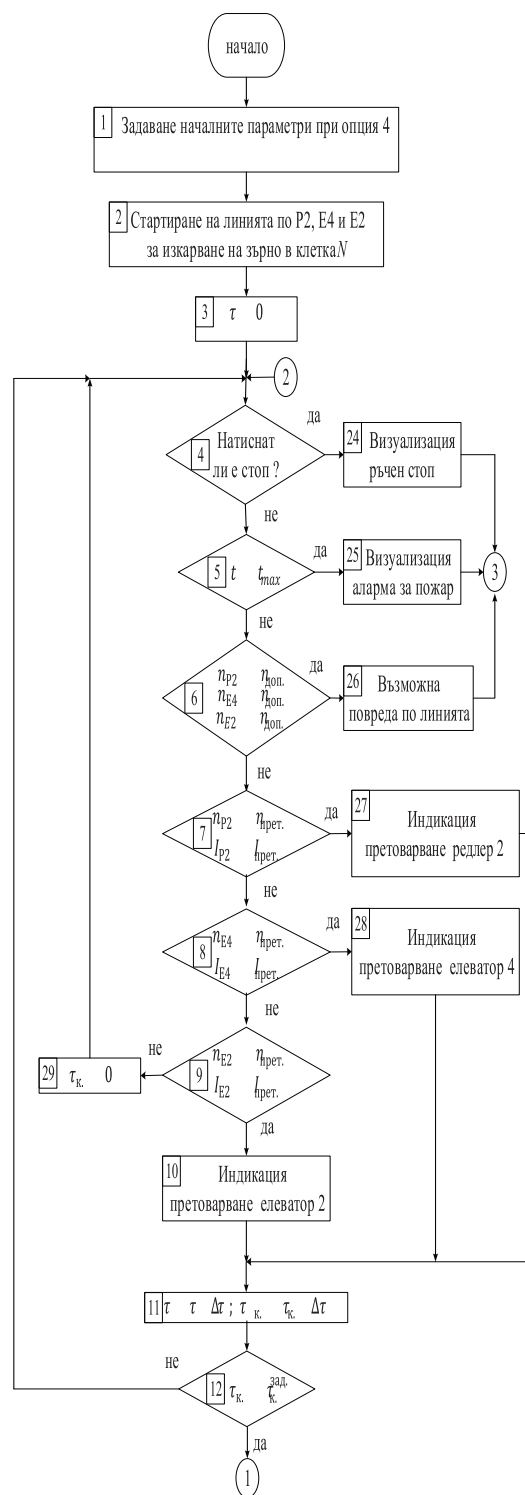 начало
1 Задаване началните параметри при опция 4
2 Стартиране на линията по Р2, Е4 и Е2
за изкарване на зърно в клетка N
3 τ 0
2
да
4 Натиснат
ли е стоп ?
24 Визуализация
ръчен стоп
не
да
5 t tmax
25 Визуализация
аларма за пожар
3
не
да
6 nР2 nдоп.
nЕ4 nдоп.
nЕ2 nдоп.
26 Възможна
повреда по линията
не
да
7 nР2 nпрет.
IР2 Iпрет.
27 Индикация
претоварване редлер 2
не
да
8 nЕ4 nпрет.
IЕ4 Iпрет.
28 Индикация
претоварване елеватор 4
не
не
9 nЕ2 nпрет.
IЕ2 Iпрет.
29 τк. 0
да
10 Индикация
претоварване елеватор 2
11 τ τ Δτ ; τ к. τк. Δτ
не
12 τк. τк.зад.
да
1